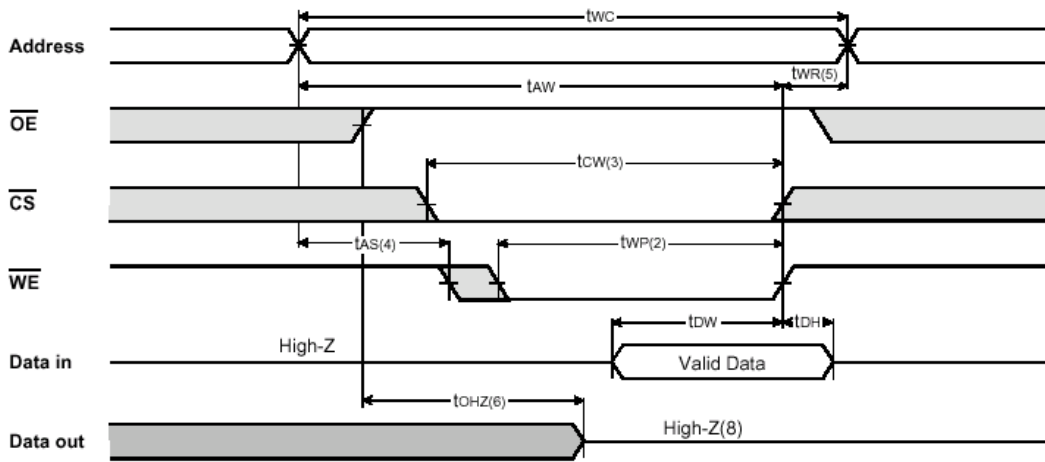 tWC
Address
tWR(5)
tAW
OE
tCW(3)
CS
tAS(4)
tWP(2)
WE
tDW
tDH
High-Z
Data in
Valid Data
tOHZ(6)
High-Z(8)
Data out